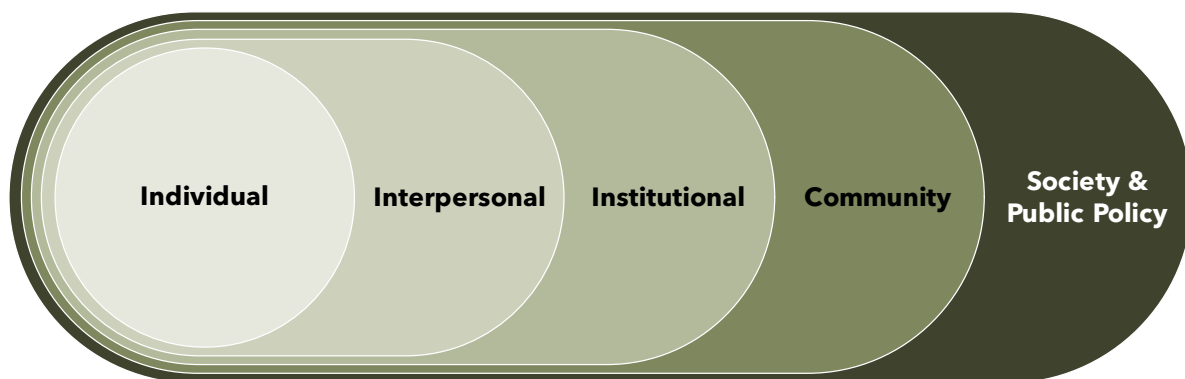 Individual
Interpersonal
Institutional
Community
Society &
Public Policy